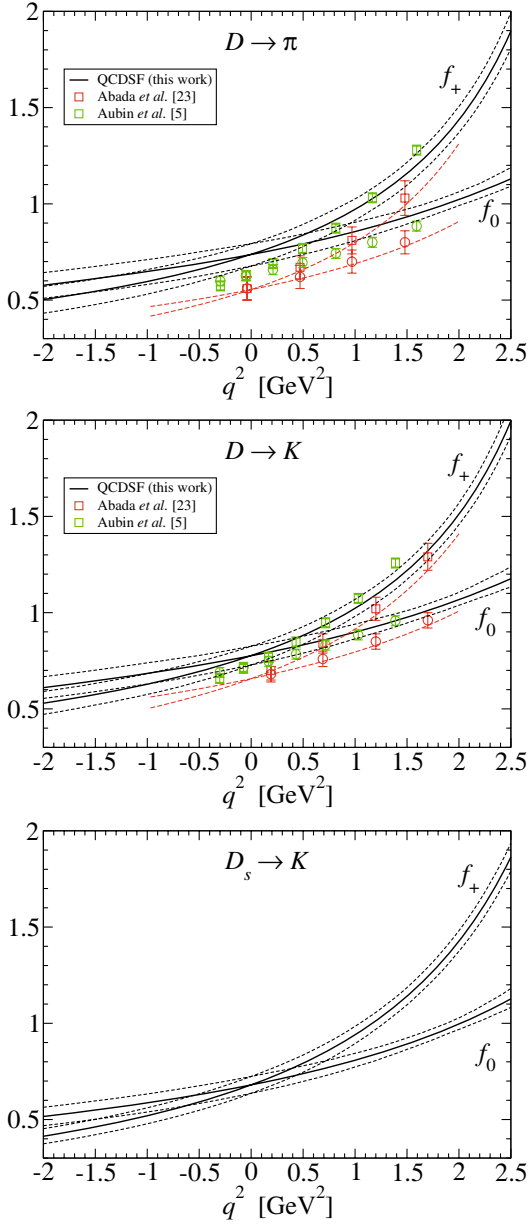 2
D → π
QCDSF (this work)
Abada et al. [23]
Aubin et al. [5]
f+
1.5
1
f0
0.5
-2 -1.5 -1 -0.5 0 0.5 1 1.5 2 2.5
q² [GeV²]
2
D → K
QCDSF (this work)
Abada et al. [23]
Aubin et al. [5]
f+
1.5
1
f0
0.5
-2 -1.5 -1 -0.5 0 0.5 1 1.5 2 2.5
q² [GeV²]
2
Ds → K
f+
1.5
1
f0
0.5
-2 -1.5 -1 -0.5 0 0.5 1 1.5 2 2.5
q² [GeV²]